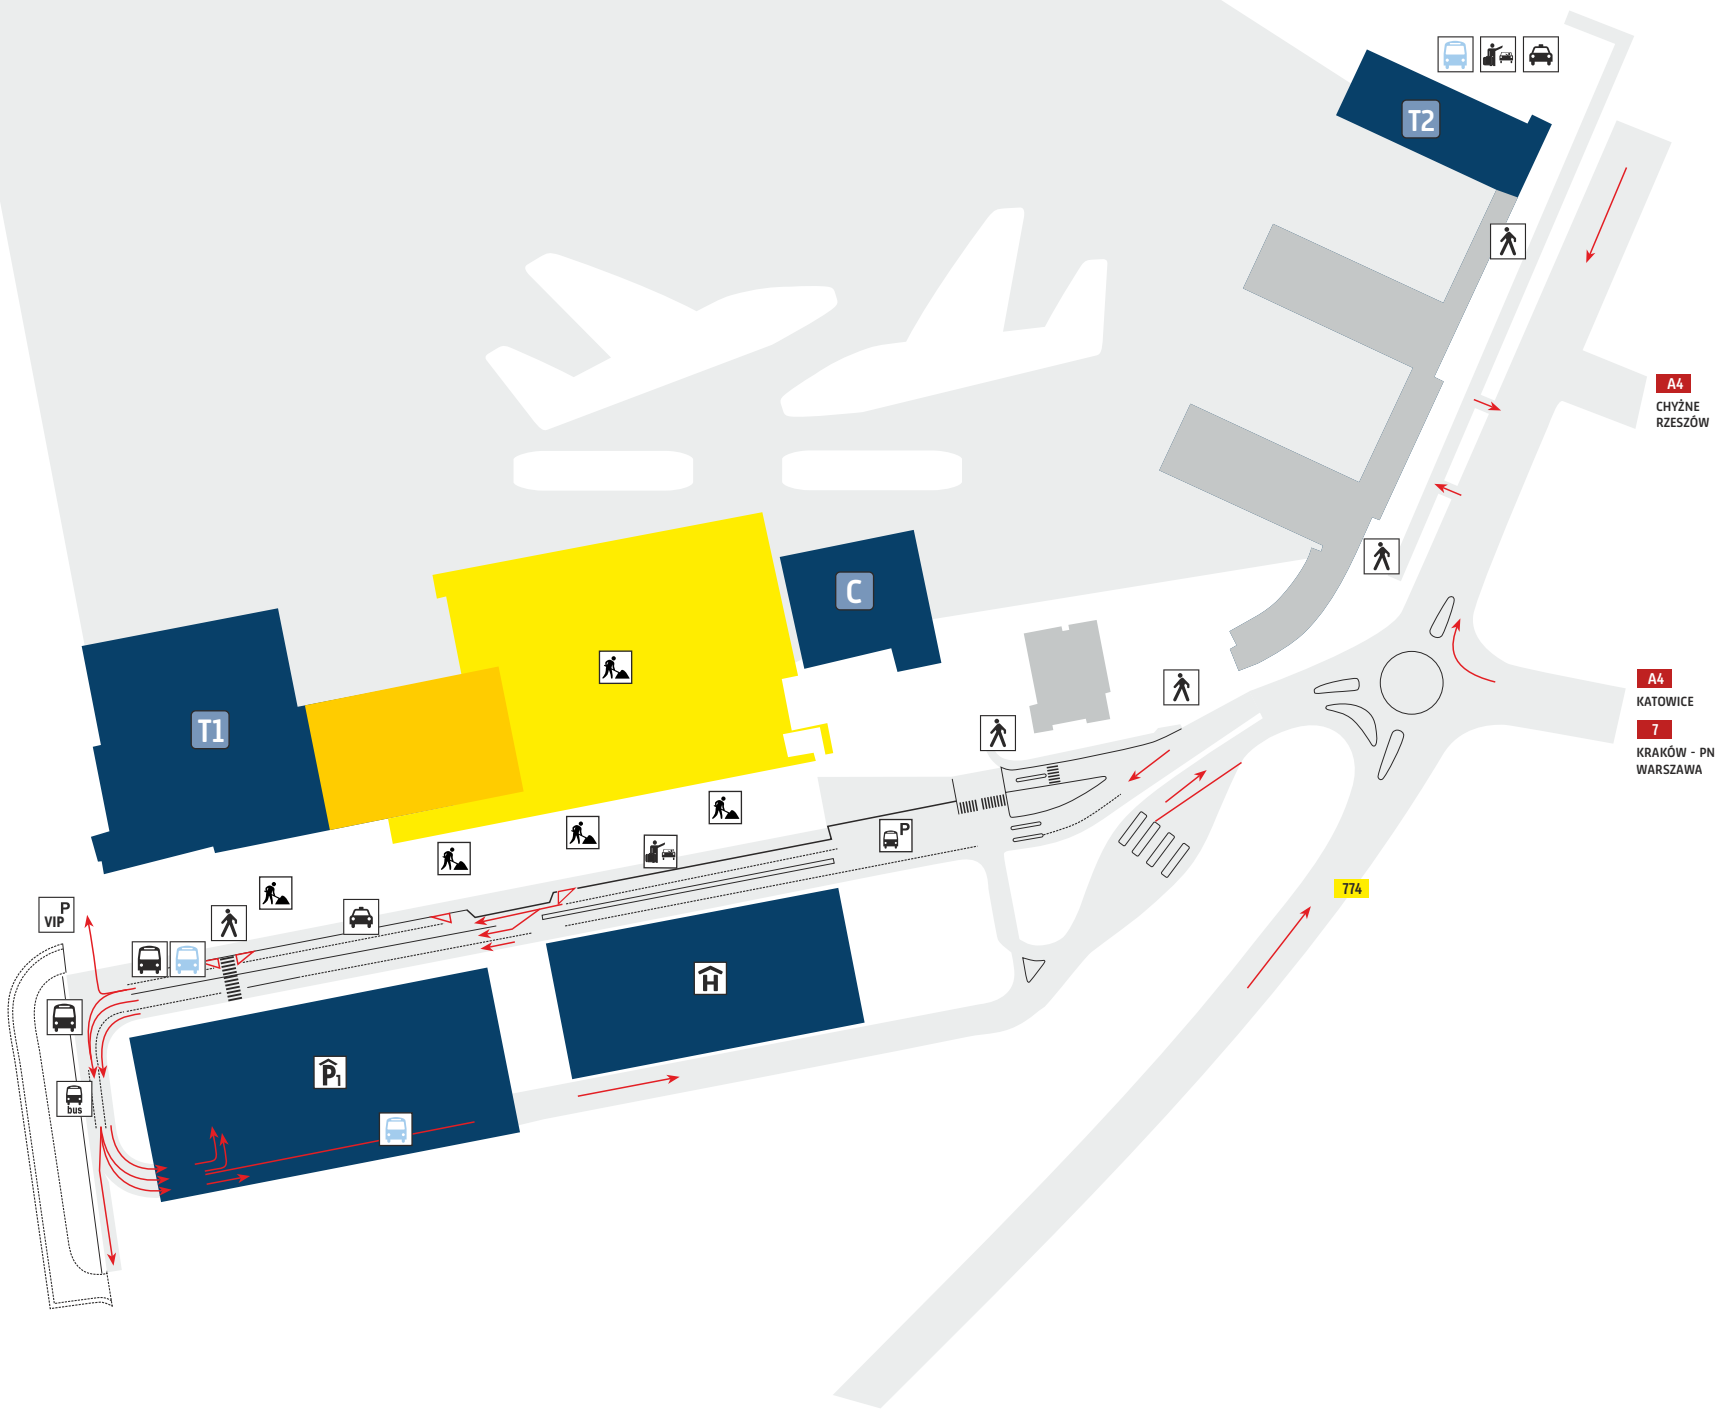 T2
A4
CHYŻNE
RZESZÓW
C
A4
KATOWICE
7
KRAKÓW - PN
WARSZAWA
T1
P
774
P
VIP
H
P1
bus